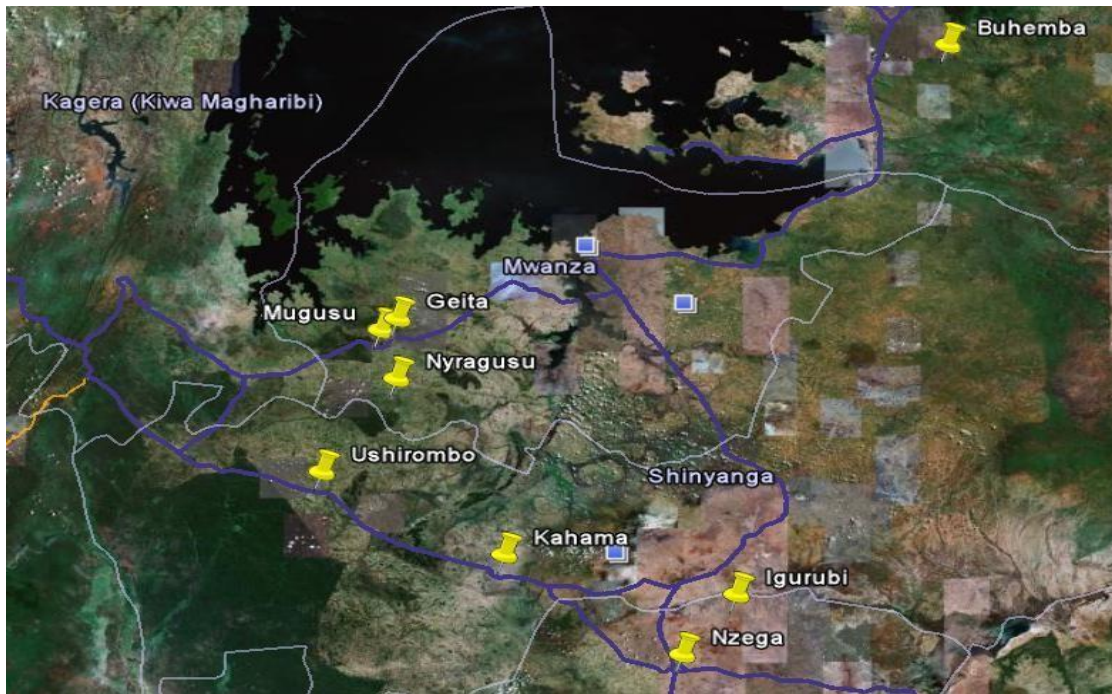 Buhemba
Kagera (Kiwa Magharibi)
Mwanza
Geita
Mugusu
Nyragusu
Ushirombo
Shinyanga
Kahama
Igurubi
Nzega